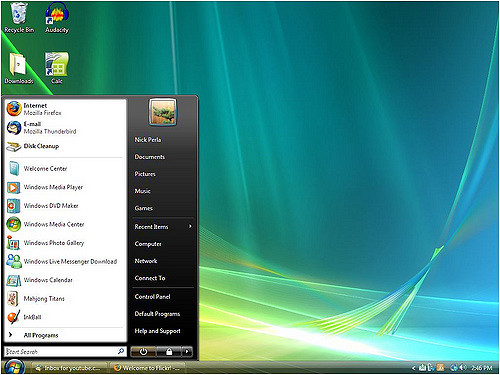 Recycle Bin
Audacity
Downloads
Calc
Internet
Mozilla Firefox
E-mail
Mozilla Thunderbird
Disk Cleanup
Welcome Center
Windows Media Player
Windows DVD Maker
Windows Media Center
Windows Photo Gallery
Windows Live Messenger Download
Windows Calendar
Mahjong Titans
InkBall
All Programs
Start Search
Nick Perla
Documents
Pictures
Music
Games
Recent Items
Computer
Network
Connect To
Control Panel
Default Programs
Help and Support
Inbox for youtube.c...
Welcome to Flickr! -...
2:46 PM